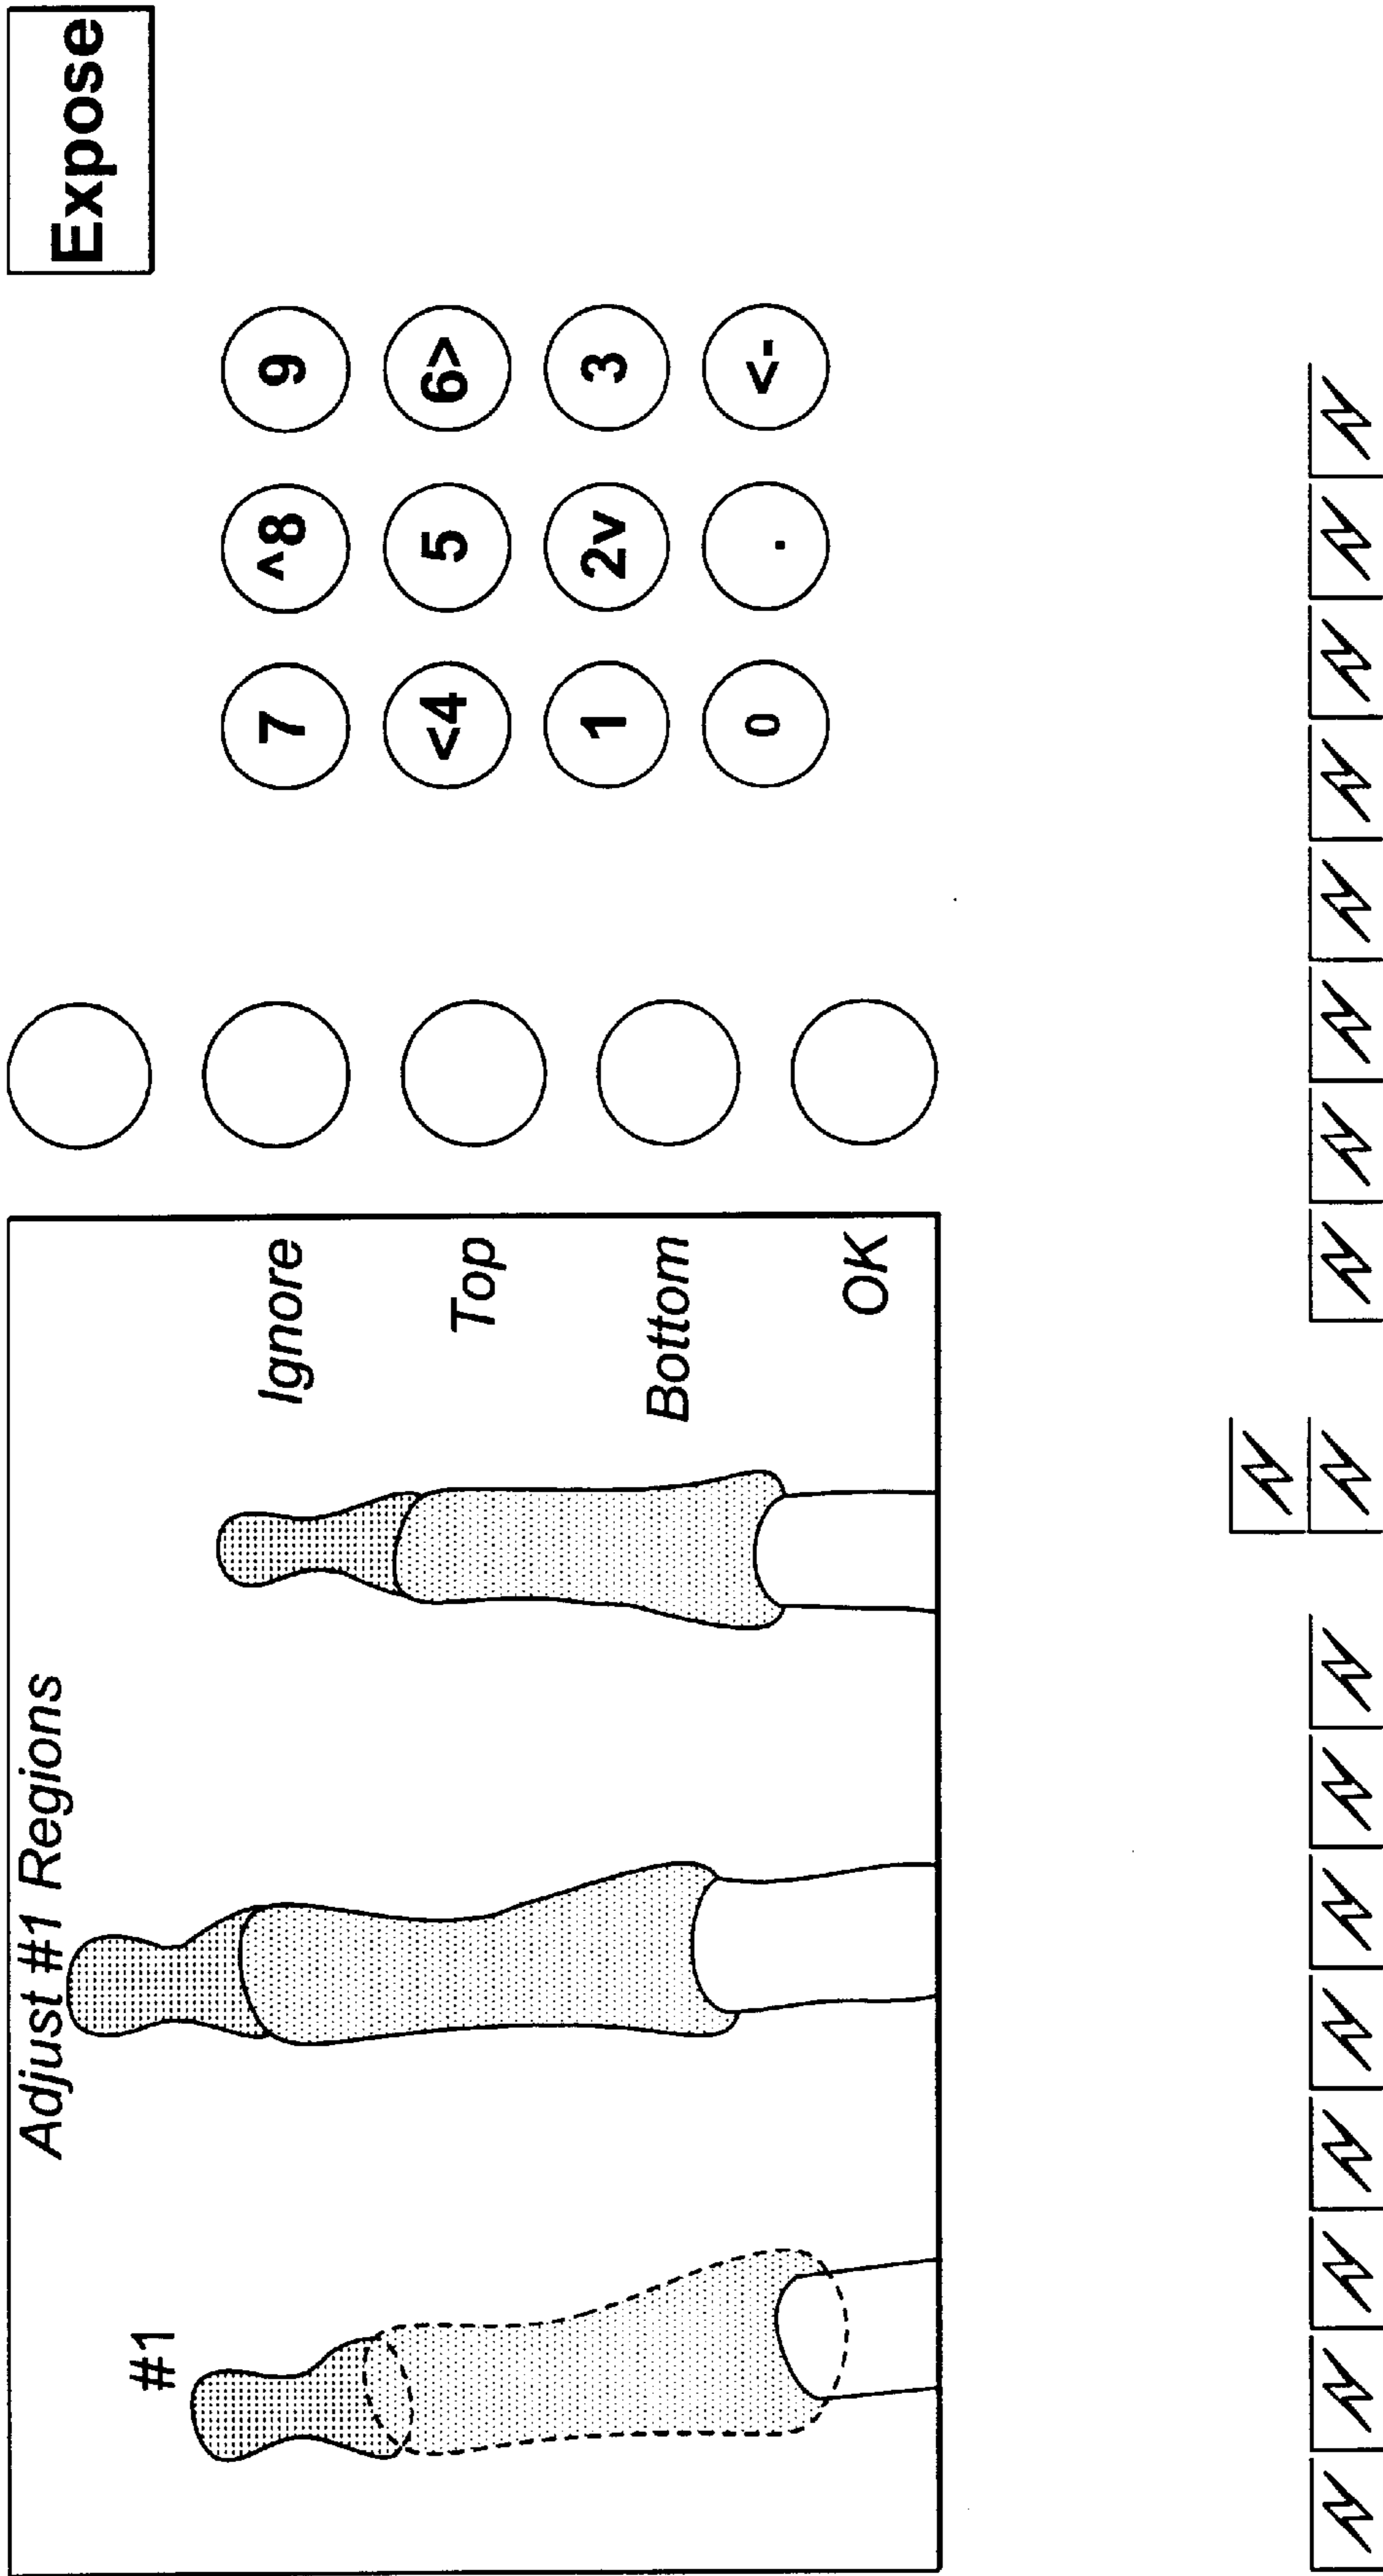 Adjust #1 Regions
#1
Ignore
Top
Bottom
OK
Expose
7 ^8 9
<4 5 6>
1 2v 3
0 . <-